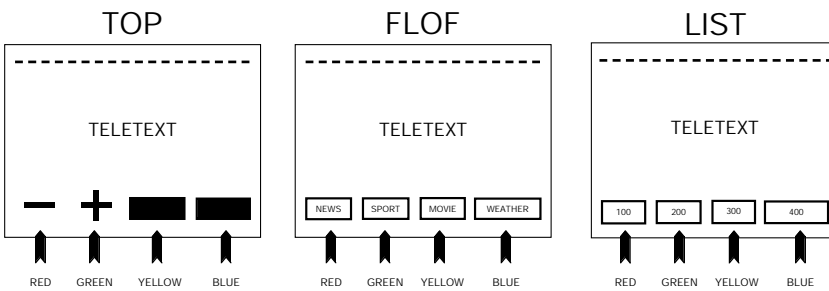 TOP FLOF LIST
TELETEXT TELETEXT TELETEXT
NEWS SPORT MOVIE WEATHER 100 200 300 400
RED GREEN YELLOW BLUE RED GREEN YELLOW BLUE RED GREEN YELLOW BLUE